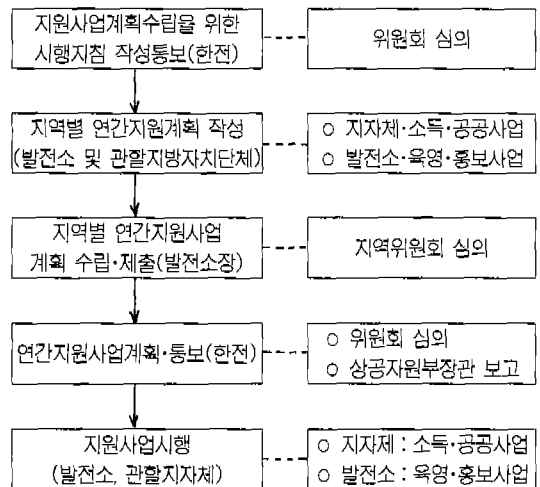 지원사업계획수립을 위한
시행지침 작성통보(한전)
위원회 심의
지역별 연간지원계획 작성
(발전소 및 관할지방자치단체)
○ 지자체·소득·공공사업
○ 발전소·육영·홍보사업
지역별 연간지원사업
계획 수립·제출(발전소장)
지역위원회 심의
연간지원사업계획·통보(한전)
○ 위원회 심의
○ 상공자원부장관 보고
지원사업시행
(발전소, 관할지자체)
○ 지자제 : 소득·공공사업
○ 발전소 : 육영·홍보사업